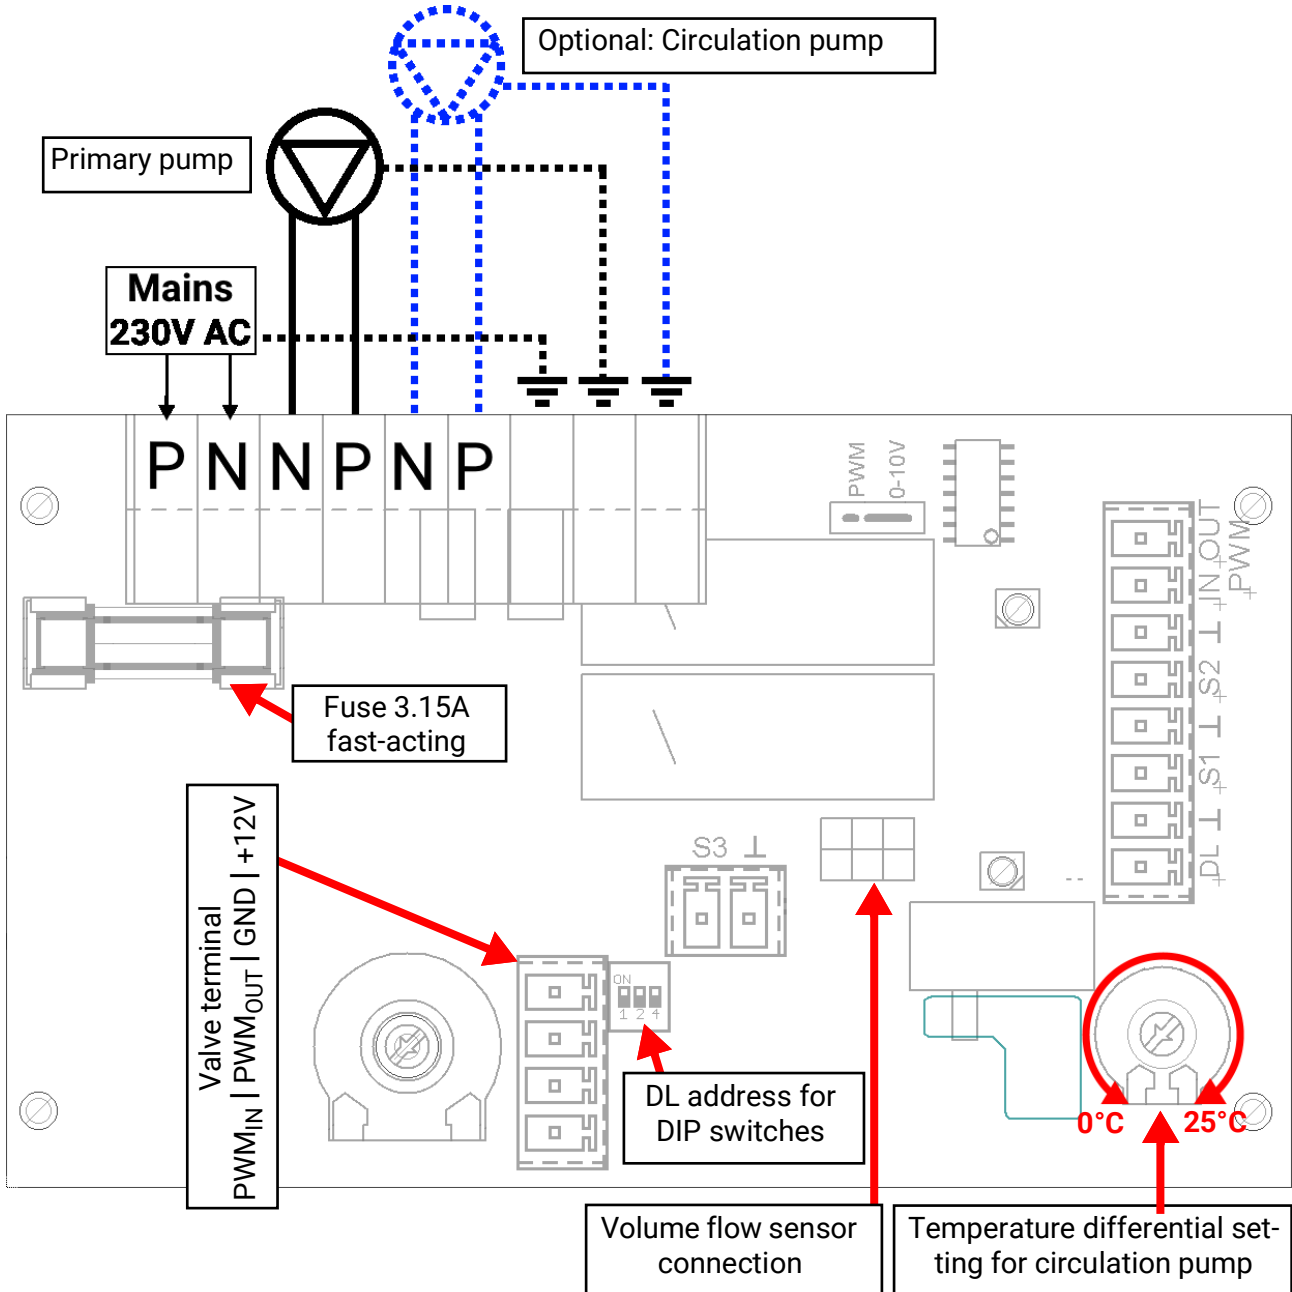 Optional: Circulation pump
Primary pump
Mains
230V AC
P N N P N P
PWM
0-10V
OUT
IN
PWM
⊥
S2
⊥
S1
⊥
DL
Fuse 3.15A
fast-acting
Valve terminal
PWM_IN | PWM_OUT | GND | +12V
S3 ⊥
ON
1 2 4
DL address for
DIP switches
0°C
25°C
Volume flow sensor
connection
Temperature differential set-
ting for circulation pump